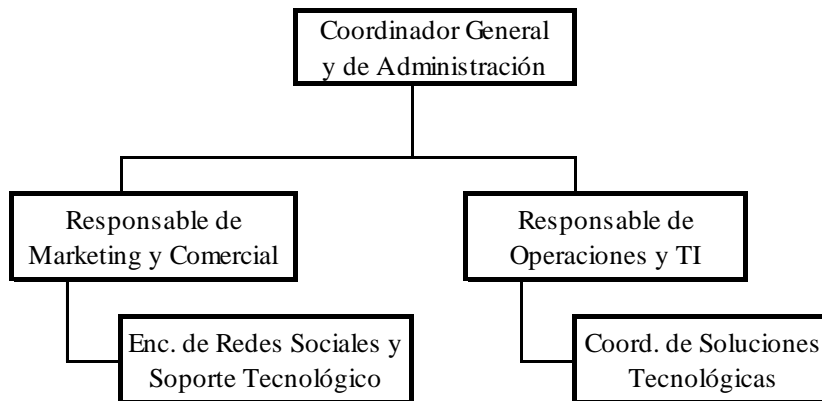 Coordinador General
y de Administración
Responsable de
Marketing y Comercial
Responsable de
Operaciones y TI
Enc. de Redes Sociales y
Soporte Tecnológico
Coord. de Soluciones
Tecnológicas